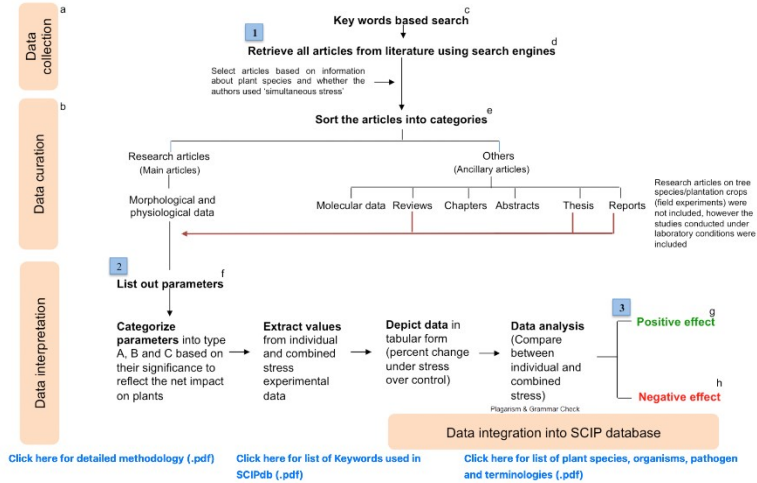 Data
collection
a
Key words based search
c
1
Retrieve all articles from literature using search engines
d
Select articles based on information
about plant species and whether the
authors used 'simultaneous stress'
Data curation
b
Sort the articles into categories
e
Research articles
(Main articles)
Others
(Ancillary articles)
Morphological and
physiological data
Molecular data
Reviews
Chapters
Abstracts
Thesis
Reports
Research articles on tree
species/plantation crops
(field experiments) were
not included, however the
studies conducted under
laboratory conditions were
included
Data interpretation
2
List out parameters
f
Categorize
parameters into type
A, B and C based on
their significance to
reflect the net impact
on plants
Extract values
from individual
and combined
stress
experimental
data
Depict data in
tabular form
(percent change
under stress
over control)
Data analysis
(Compare
between
individual and
combined
stress)
Plagarism & Grammar Check
3
Positive effect
g
Negative effect
h
Data integration into SCIP database
Click here for detailed methodology (.pdf)
Click here for list of Keywords used in
SCIPdb (.pdf)
Click here for list of plant species, organisms, pathogen
and terminologies (.pdf)